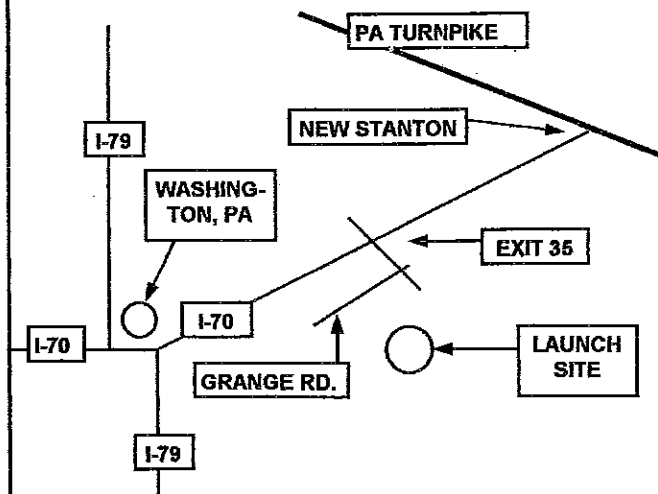 PA TURNPIKE
NEW STANTON
I-79
WASHING-
TON, PA
EXIT 35
I-70
I-70
LAUNCH
SITE
GRANGE RD.
I-79